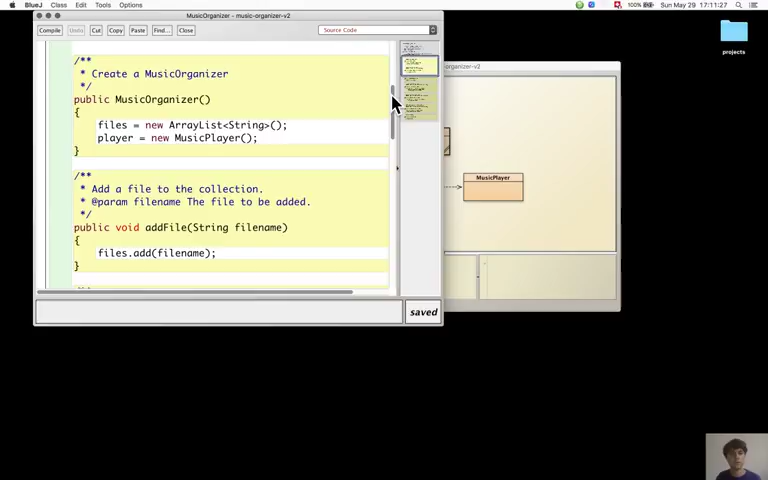 BlueJ Class Edit Tools Options
100% Sun May 29 17:11:27
MusicOrganizer - music-organizer-v2
Compile Undo Cut Copy Paste Find... Close
Source Code
/**
* Create a MusicOrganizer
*/
public MusicOrganizer()
{
files = new ArrayList<String>();
player = new MusicPlayer();
}
/**
* Add a file to the collection.
* @param filename The file to be added.
*/
public void addFile(String filename)
{
files.add(filename);
}
saved
-organizer-v2
MusicPlayer
projects